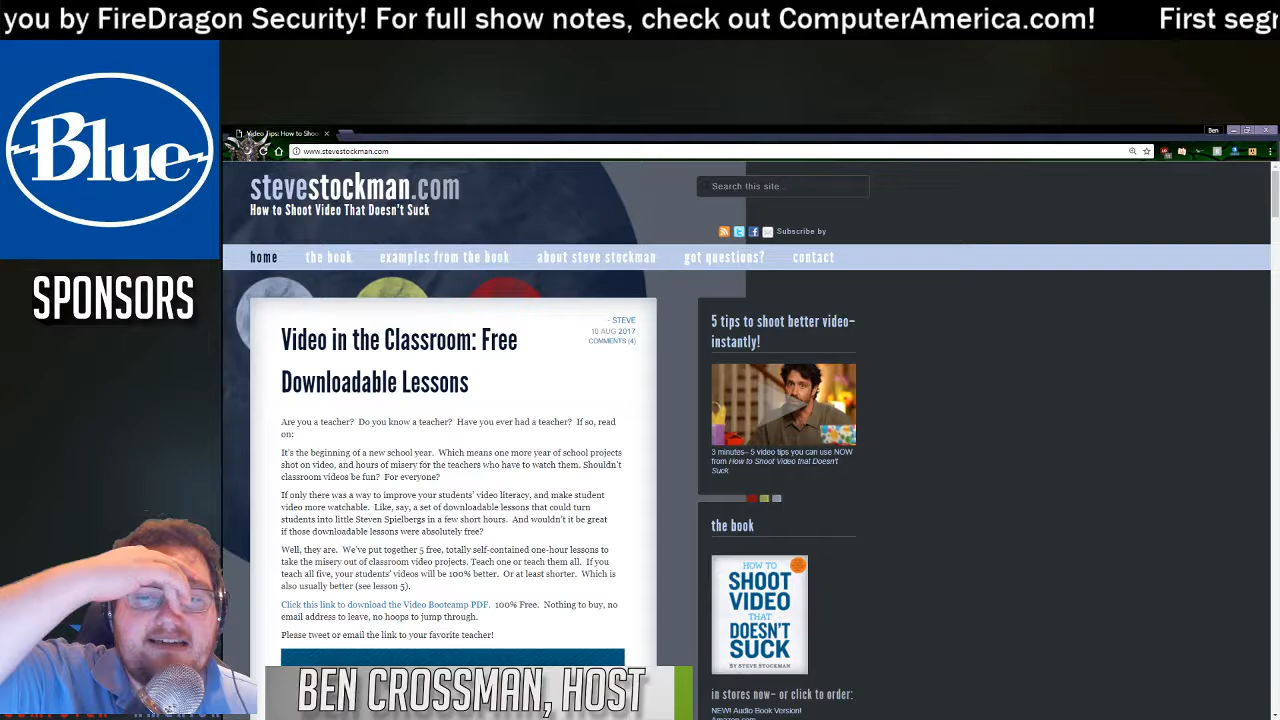 you by FireDragon Security! For full show notes, check out ComputerAmerica.com!
First segr
Blue
SPONSORS
Video Tips: How to Shoo
Ben
www.stevestockman.com
stevestockman.com
How to Shoot Video That Doesn't Suck
Search this site...
Subscribe by
home
the book
examples from the book
about steve stockman
got questions?
contact
Video in the Classroom: Free
Downloadable Lessons
- STEVE
10 AUG 2017
COMMENTS (4)
Are you a teacher? Do you know a teacher? Have you ever had a teacher? If so, read
on:
It's the beginning of a new school year. Which means one more year of school projects
shot on video, and hours of misery for the teachers who have to watch them. Shouldn't
classroom videos be fun? For everyone?
If only there was a way to improve your students' video literacy, and make student
video more watchable. Like, say, a set of downloadable lessons that could turn
students into little Steven Spielbergs in a few short hours. And wouldn't it be great
if those downloadable lessons were absolutely free?
Well, they are. We've put together 5 free, totally self-contained one-hour lessons to
take the misery out of classroom video projects. Teach one or teach them all. If you
teach all five, your students' videos will be 100% better. Or at least shorter. Which is
also usually better (see lesson 5).
Click this link to download the Video Bootcamp PDF. 100% Free. Nothing to buy, no
email address to leave, no hoops to jump through.
Please tweet or email the link to your favorite teacher!
5 tips to shoot better video–
instantly!
3 minutes– 5 video tips you can use NOW
from How to Shoot Video that Doesn't
Suck.
the book
HOW TO
SHOOT
VIDEO
THAT
DOESN'T
SUCK
BY STEVE STOCKMAN
in stores now– or click to order:
NEW! Audio Book Version!
Amazon.com
BEN CROSSMAN, HOST